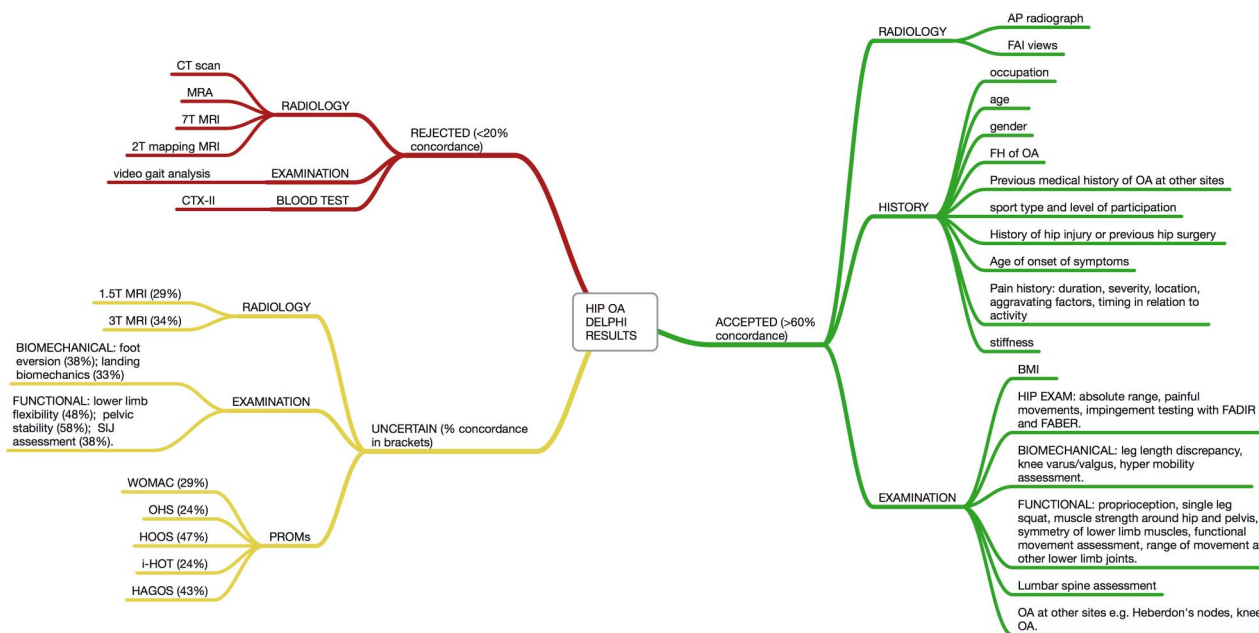 CT scan
MRA
7T MRI
2T mapping MRI
RADIOLOGY
video gait analysis
EXAMINATION
CTX-II
BLOOD TEST
REJECTED (<20%
concordance)
1.5T MRI (29%)
3T MRI (34%)
RADIOLOGY
BIOMECHANICAL: foot
eversion (38%); landing
biomechanics (33%)
FUNCTIONAL: lower limb
flexibility (48%); pelvic
stability (58%); SIJ
assessment (38%).
EXAMINATION
WOMAC (29%)
OHS (24%)
HOOS (47%)
i-HOT (24%)
HAGOS (43%)
PROMs
UNCERTAIN (% concordance
in brackets)
HIP OA
DELPHI
RESULTS
ACCEPTED (>60%
concordance)
RADIOLOGY
AP radiograph
FAI views
HISTORY
occupation
age
gender
FH of OA
Previous medical history of OA at other sites
sport type and level of participation
History of hip injury or previous hip surgery
Age of onset of symptoms
Pain history: duration, severity, location,
aggravating factors, timing in relation to
activity
stiffness
EXAMINATION
BMI
HIP EXAM: absolute range, painful
movements, impingement testing with FADIR
and FABER.
BIOMECHANICAL: leg length discrepancy,
knee varus/valgus, hyper mobility
assessment.
FUNCTIONAL: proprioception, single leg
squat, muscle strength around hip and pelvis,
symmetry of lower limb muscles, functional
movement assessment, range of movement a
other lower limb joints.
Lumbar spine assessment
OA at other sites e.g. Heberdon's nodes, knee
OA.